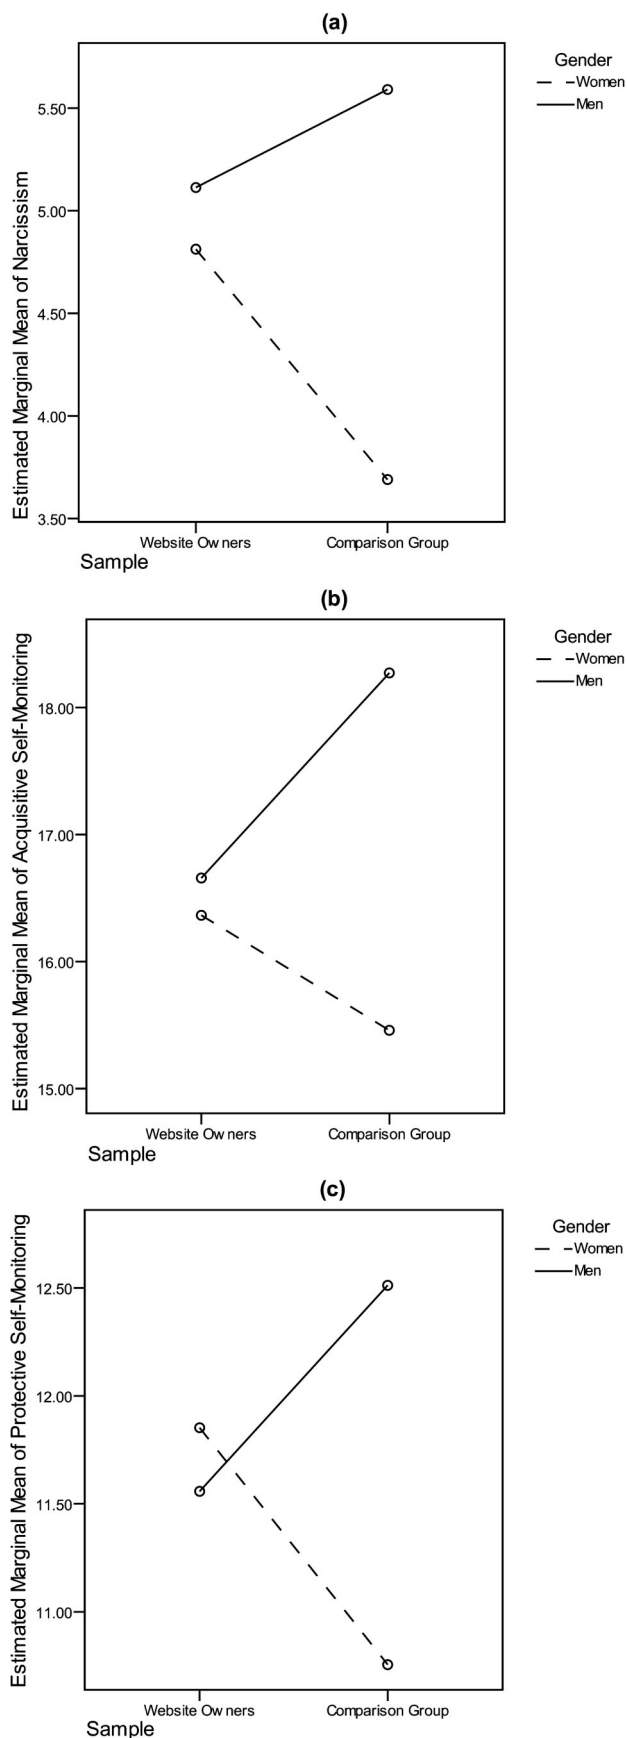 (a)
Estimated Marginal Mean of Narcissism
5.50
5.00
4.50
4.00
3.50
Website Owners
Comparison Group
Sample
Gender
Women
Men
(b)
Estimated Marginal Mean of Acquisitive Self-Monitoring
18.00
17.00
16.00
15.00
Website Owners
Comparison Group
Sample
Gender
Women
Men
(c)
Estimated Marginal Mean of Protective Self-Monitoring
12.50
12.00
11.50
11.00
Website Owners
Comparison Group
Sample
Gender
Women
Men